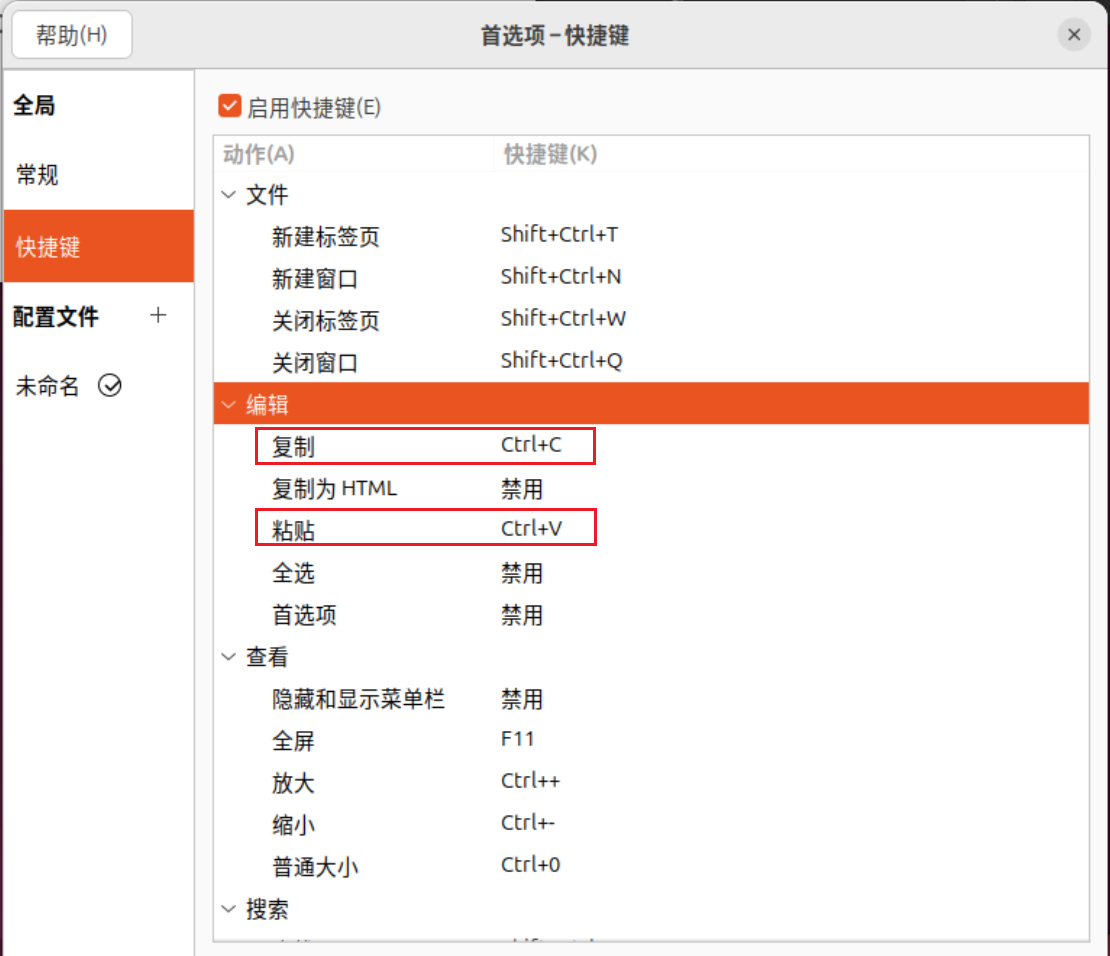 帮助(H)
首选项 – 快捷键
全局
常规
快捷键
配置文件 +
未命名
启用快捷键(E)
动作(A) 快捷键(K)
文件
新建标签页 Shift+Ctrl+T
新建窗口 Shift+Ctrl+N
关闭标签页 Shift+Ctrl+W
关闭窗口 Shift+Ctrl+Q
编辑
复制 Ctrl+C
复制为 HTML 禁用
粘贴 Ctrl+V
全选 禁用
首选项 禁用
查看
隐藏和显示菜单栏 禁用
全屏 F11
放大 Ctrl++
缩小 Ctrl+-
普通大小 Ctrl+0
搜索